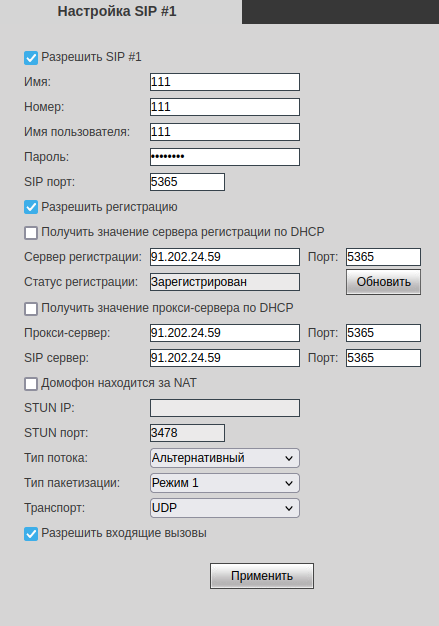 Настройка SIP #1
Разрешить SIP #1
Имя: 111
Номер: 111
Имя пользователя: 111
Пароль: ••••••••
SIP порт: 5365
Разрешить регистрацию
Получить значение сервера регистрации по DHCP
Сервер регистрации: 91.202.24.59 Порт: 5365
Статус регистрации: Зарегистрирован Обновить
Получить значение прокси-сервера по DHCP
Прокси-сервер: 91.202.24.59 Порт: 5365
SIP сервер: 91.202.24.59 Порт: 5365
Домофон находится за NAT
STUN IP:
STUN порт: 3478
Тип потока: Альтернативный
Тип пакетизации: Режим 1
Транспорт: UDP
Разрешить входящие вызовы
Применить